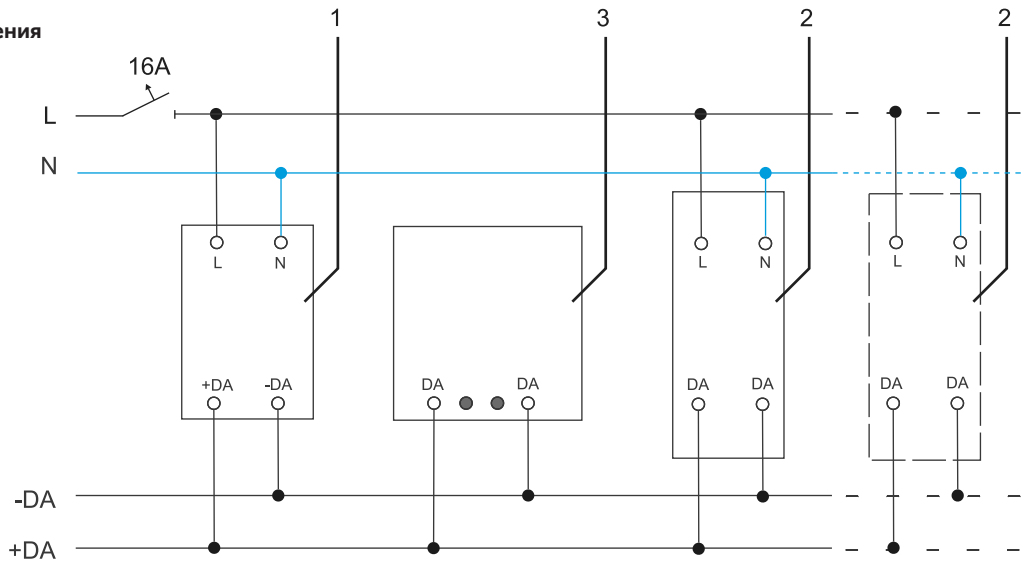 1 3 2 2
ения
16A
L
N
L N
L N
L N
+DA -DA
DA DA
DA DA
DA DA
-DA
+DA